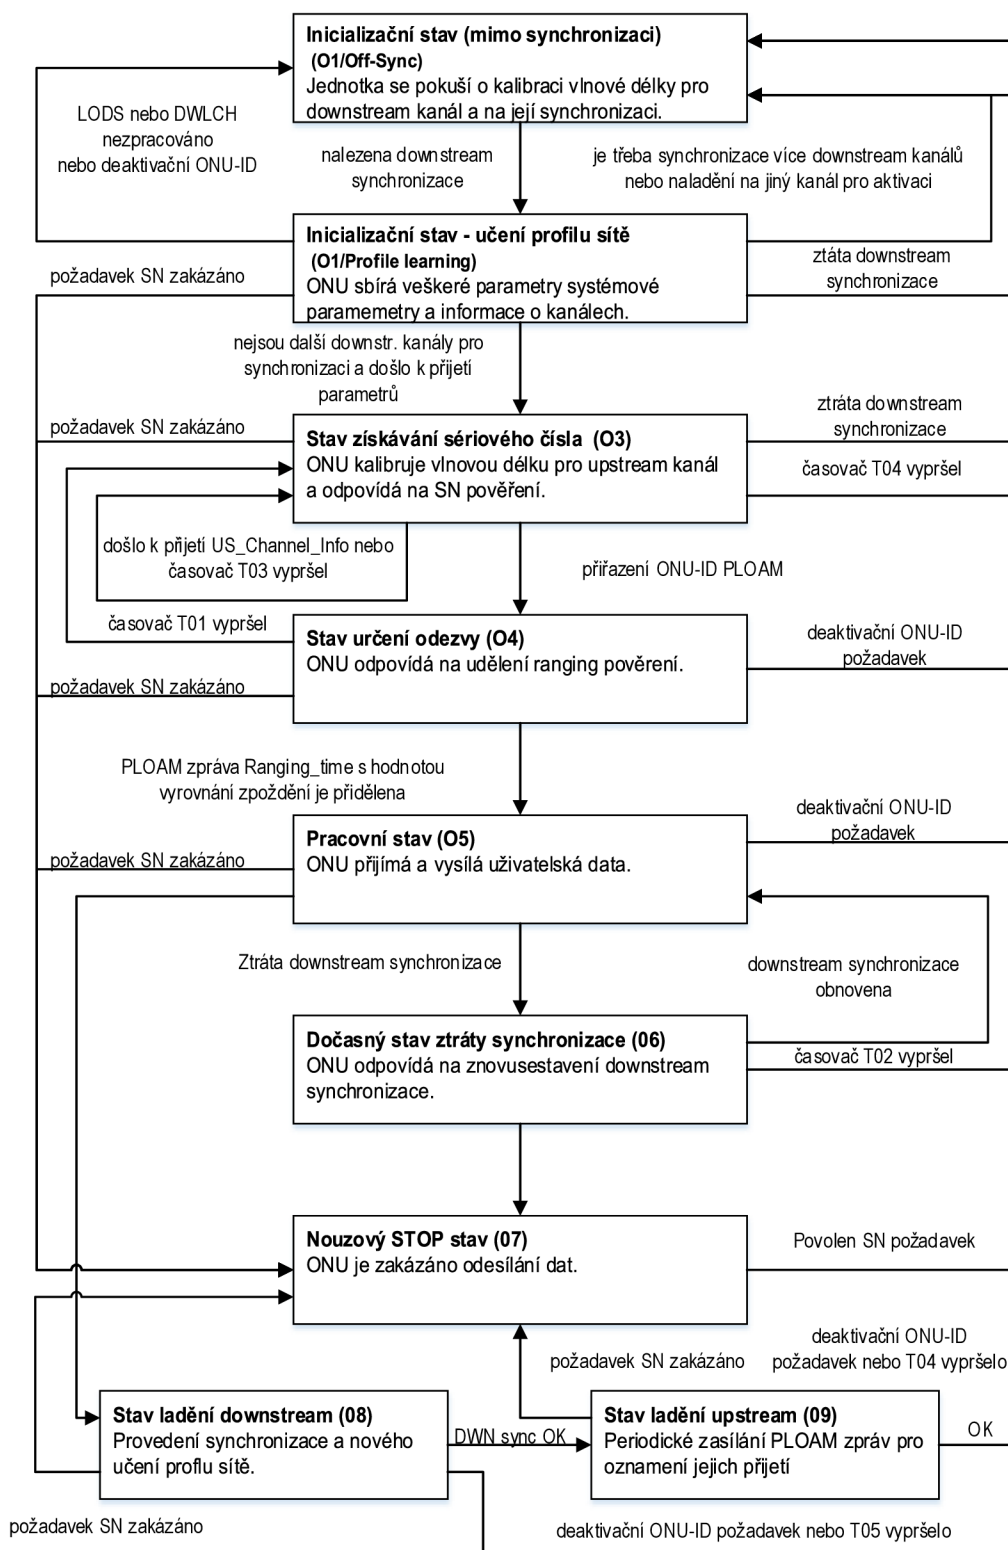 Inicializační stav (mimo synchronizaci)
(O1/Off-Sync)
Jednotka se pokuší o kalibraci vlnové délky pro
downstream kanál a na její synchronizaci.
LODS nebo DWLCH
nezpracováno
nebo deaktivační ONU-ID
nalezena downstream
synchronizace
je třeba synchronizace více downstream kanálů
nebo naladění na jiný kanál pro aktivaci
Inicializační stav - učení profilu sítě
(O1/Profile learning)
ONU sbírá veškeré parametry systémové
paramemetry a informace o kanálech.
požadavek SN zakázáno
ztáta downstream
synchronizace
nejsou další downstr. kanály pro
synchronizaci a došlo k přijetí
parametrů
požadavek SN zakázáno
ztráta downstream
synchronizace
Stav získávání sériového čísla (O3)
ONU kalibruje vlnovou délku pro upstream kanál
a odpovídá na SN pověření.
časovač T04 vypršel
došlo k přijetí US_Channel_Info nebo
časovač T03 vypršel
přiřazení ONU-ID PLOAM
časovač T01 vypršel
Stav určení odezvy (O4)
ONU odpovídá na udělení ranging pověření.
deaktivační ONU-ID
požadavek
požadavek SN zakázáno
PLOAM zpráva Ranging_time s hodnotou
vyrovnání zpoždění je přidělena
deaktivační ONU-ID
požadavek
Pracovní stav (O5)
ONU přijímá a vysílá uživatelská data.
požadavek SN zakázáno
Ztráta downstream synchronizace
downstream synchronizace
obnovena
Dočasný stav ztráty synchronizace (06)
ONU odpovídá na znovusestavení downstream
synchronizace.
časovač T02 vypršel
Nouzový STOP stav (07)
ONU je zakázáno odesílání dat.
Povolen SN požadavek
požadavek SN zakázáno
deaktivační ONU-ID
požadavek nebo T04 vypršelo
Stav ladění downstream (08)
Provedení synchronizace a nového
učení proflu sítě.
DWN sync OK
Stav ladění upstream (09)
Periodické zasílání PLOAM zpráv pro
oznámení jejich přijetí
OK
požadavek SN zakázáno
deaktivační ONU-ID požadavek nebo T05 vypršelo